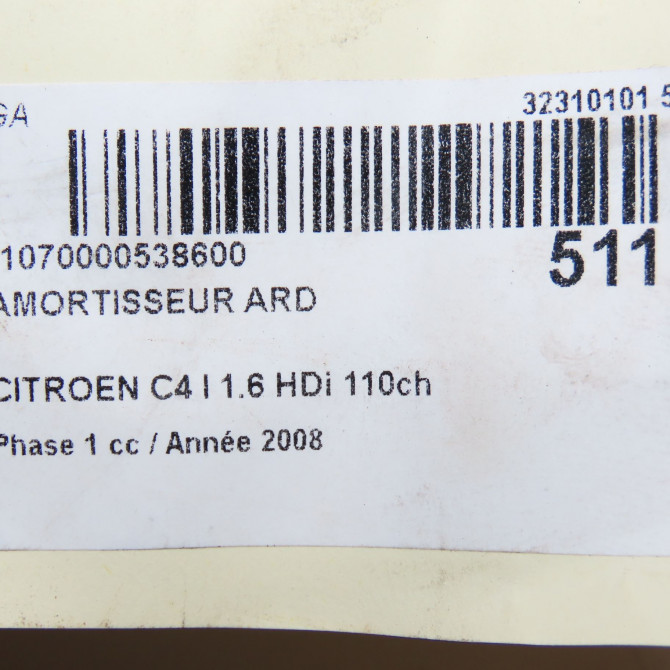 GA 32310101 5
1070000538600
511
AMORTISSEUR ARD
CITROEN C4 I 1.6 HDi 110ch
Phase 1 cc / Année 2008